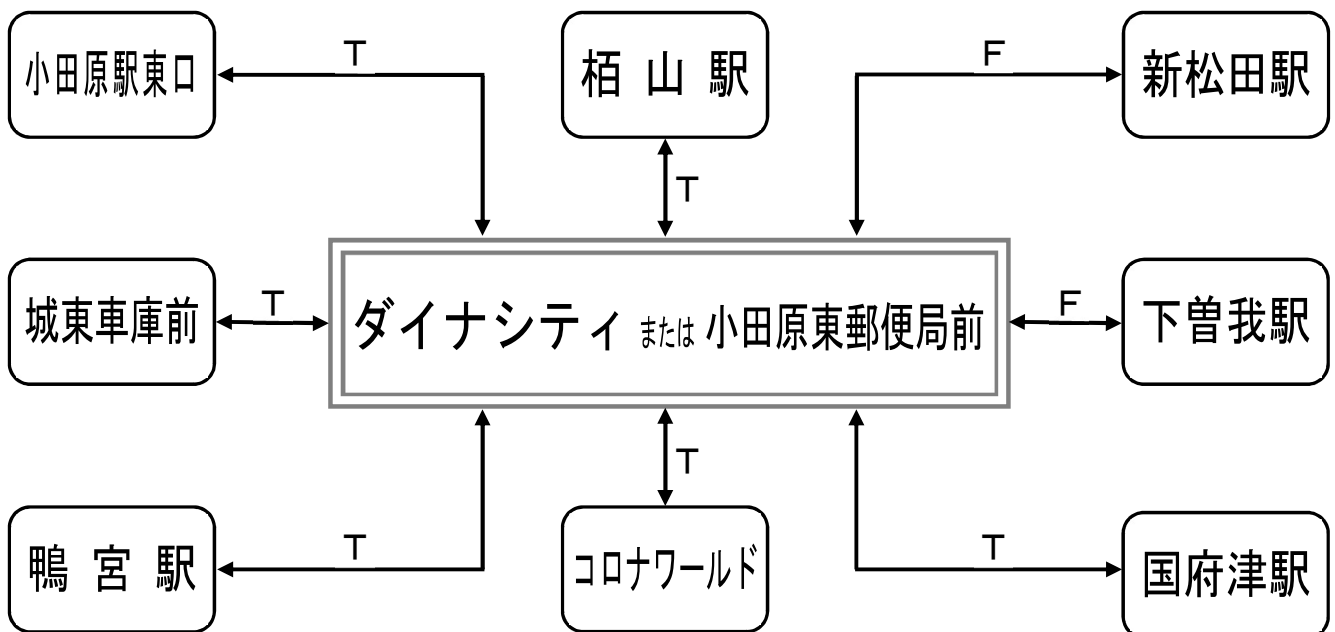 小田原駅東口
T
栢山駅
F
新松田駅
T
城東車庫前
T
ダイナシティ または 小田原東郵便局前
F
下曽我駅
T
鴨宮駅
T
コロナワールド
T
国府津駅